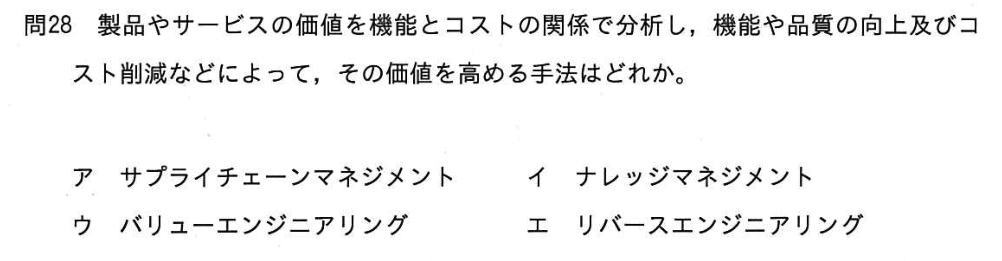 問28 製品やサービスの価値を機能とコストの関係で分析し，機能や品質の向上及びコ
スト削減などによって，その価値を高める手法はどれか。
ア サプライチェーンマネジメント イ ナレッジマネジメント
ウ バリューエンジニアリング エ リバースエンジニアリング